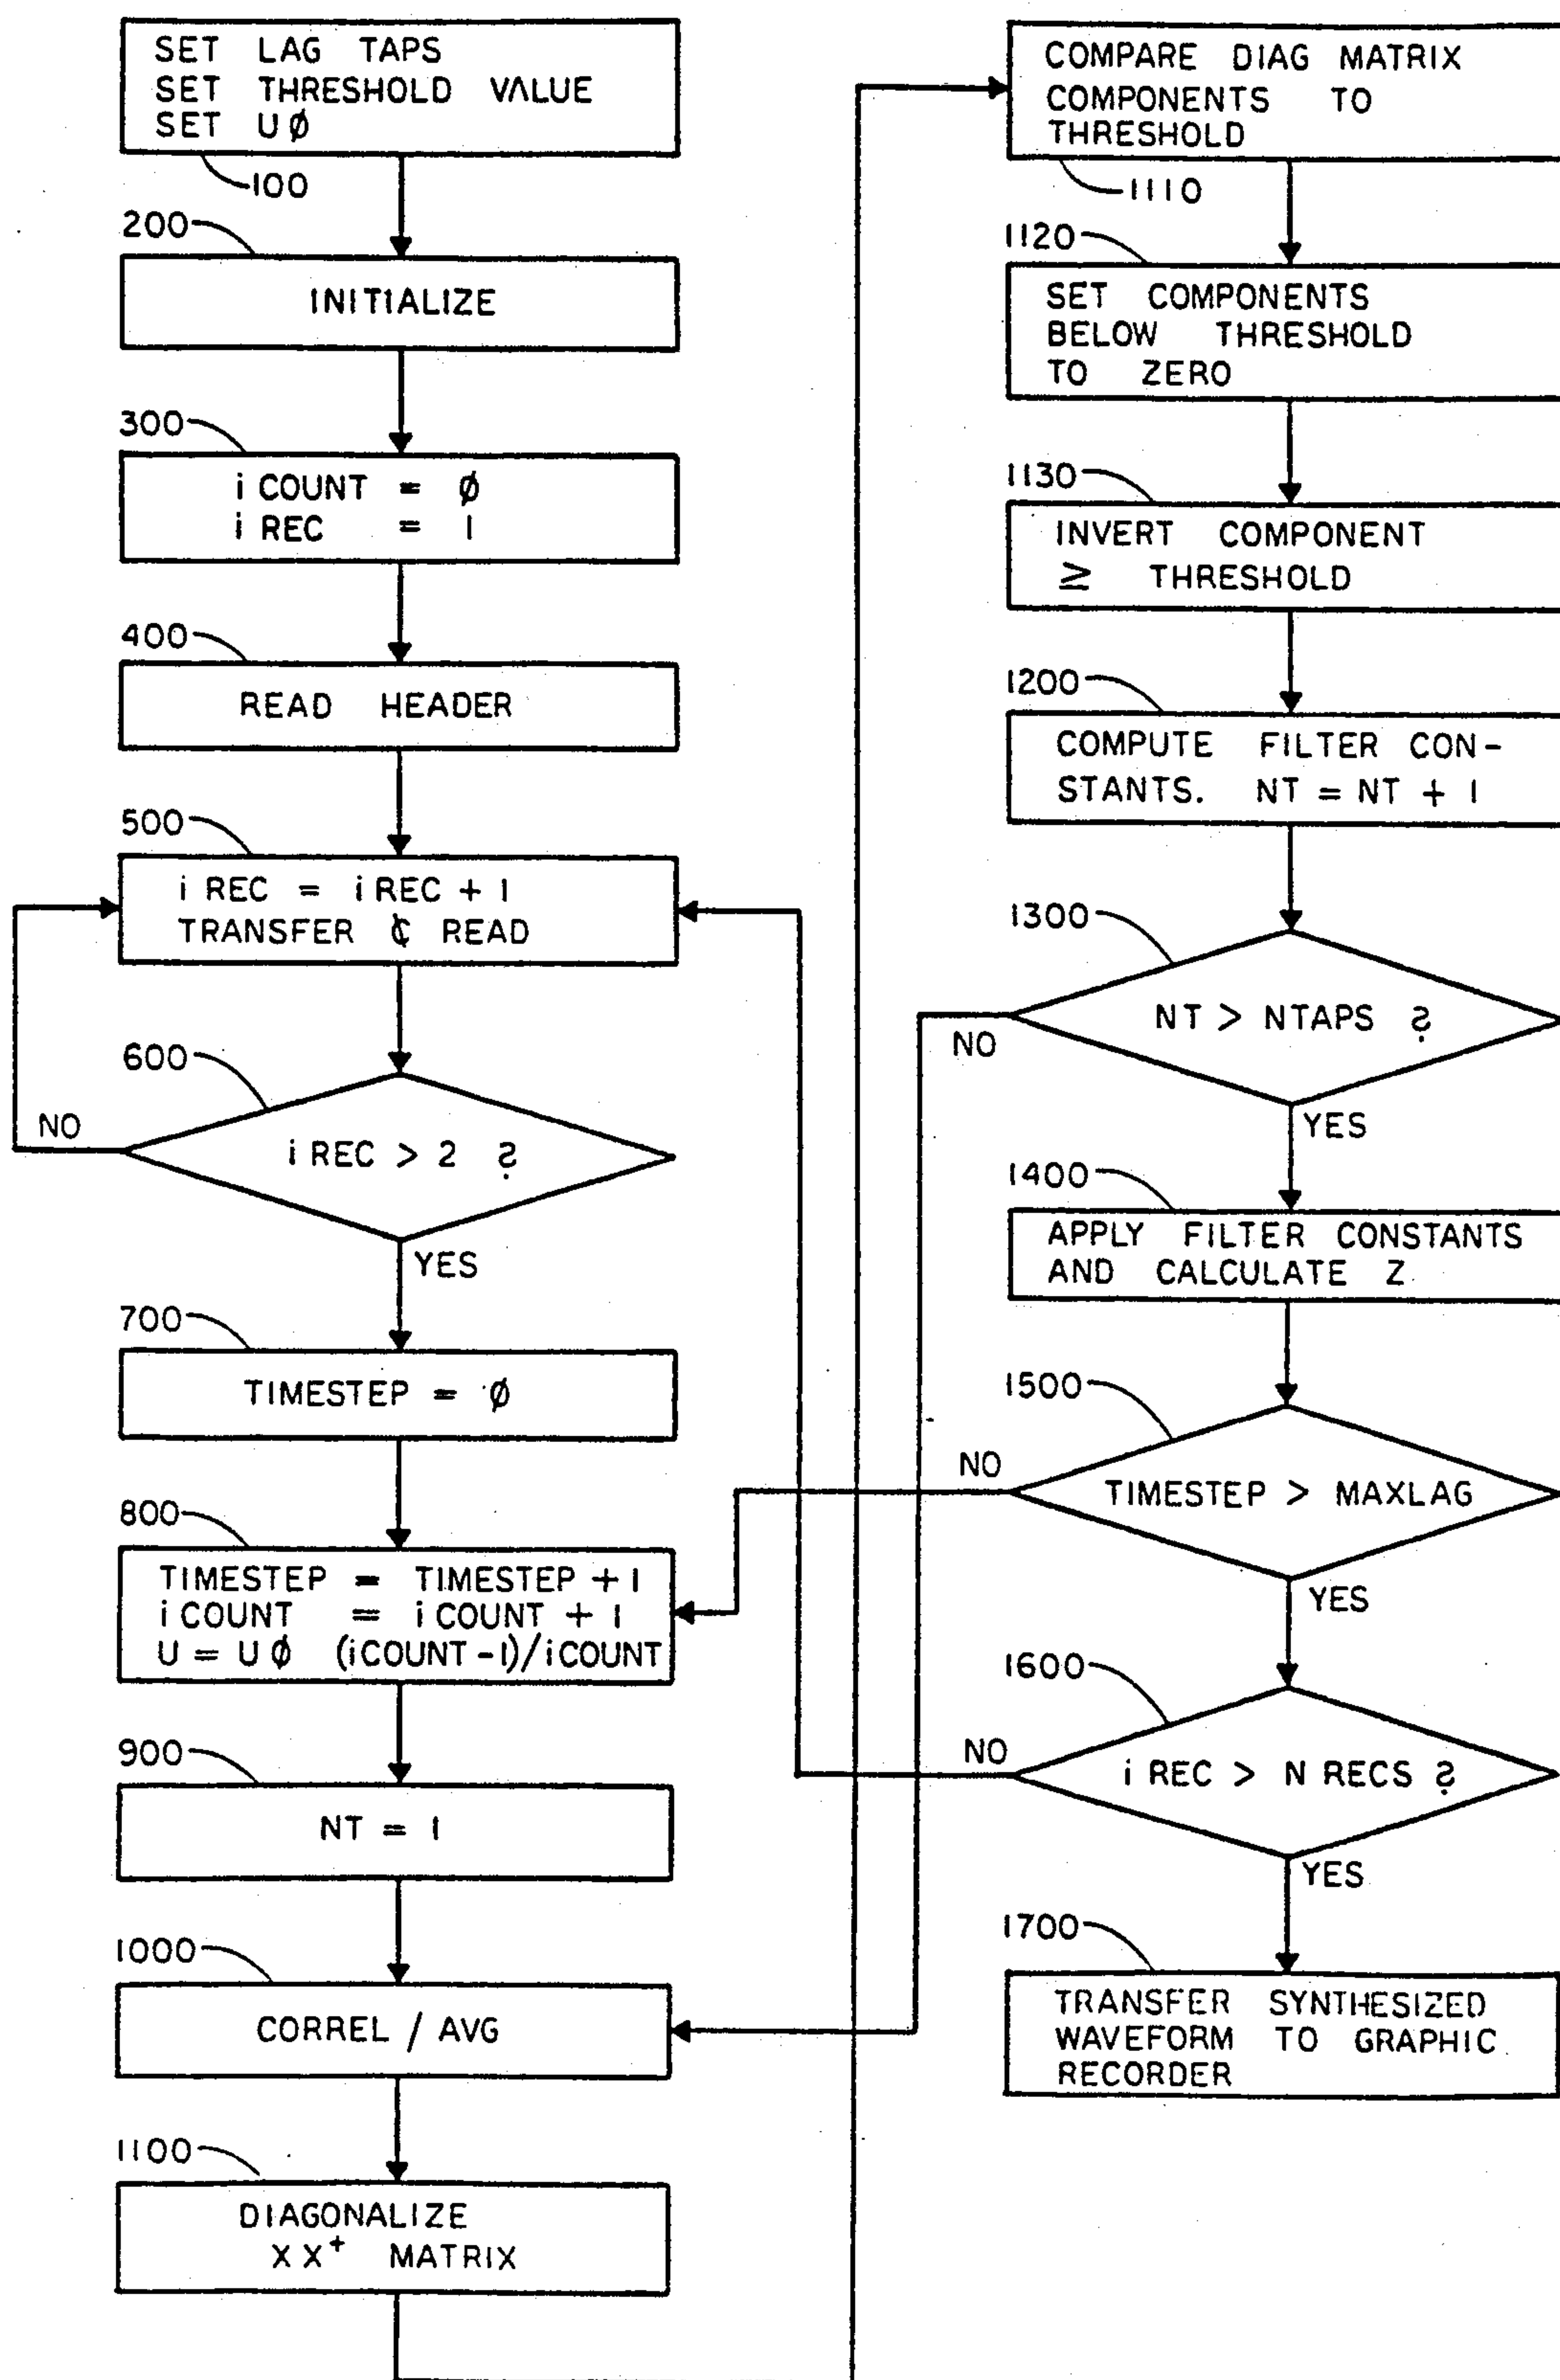 SET LAG TAPS
SET THRESHOLD VALUE
SET UØ
100
200
INITIALIZE
300
i COUNT = Ø
i REC = 1
400
READ HEADER
500
i REC = i REC + 1
TRANSFER ¢ READ
600
NO
i REC > 2 ?
YES
700
TIMESTEP = Ø
800
TIMESTEP = TIMESTEP + 1
i COUNT = i COUNT + 1
U = UØ (iCOUNT -1)/iCOUNT
900
NT = 1
1000
CORREL / AVG
1100
DIAGONALIZE
XX⁺ MATRIX
COMPARE DIAG MATRIX
COMPONENTS TO
THRESHOLD
1110
1120
SET COMPONENTS
BELOW THRESHOLD
TO ZERO
1130
INVERT COMPONENT
≥ THRESHOLD
1200
COMPUTE FILTER CON-
STANTS. NT = NT + 1
1300
NT > NTAPS ?
NO
YES
1400
APPLY FILTER CONSTANTS
AND CALCULATE Z
1500
NO
TIMESTEP > MAXLAG
YES
1600
NO
i REC > N RECS ?
YES
1700
TRANSFER SYNTHESIZED
WAVEFORM TO GRAPHIC
RECORDER